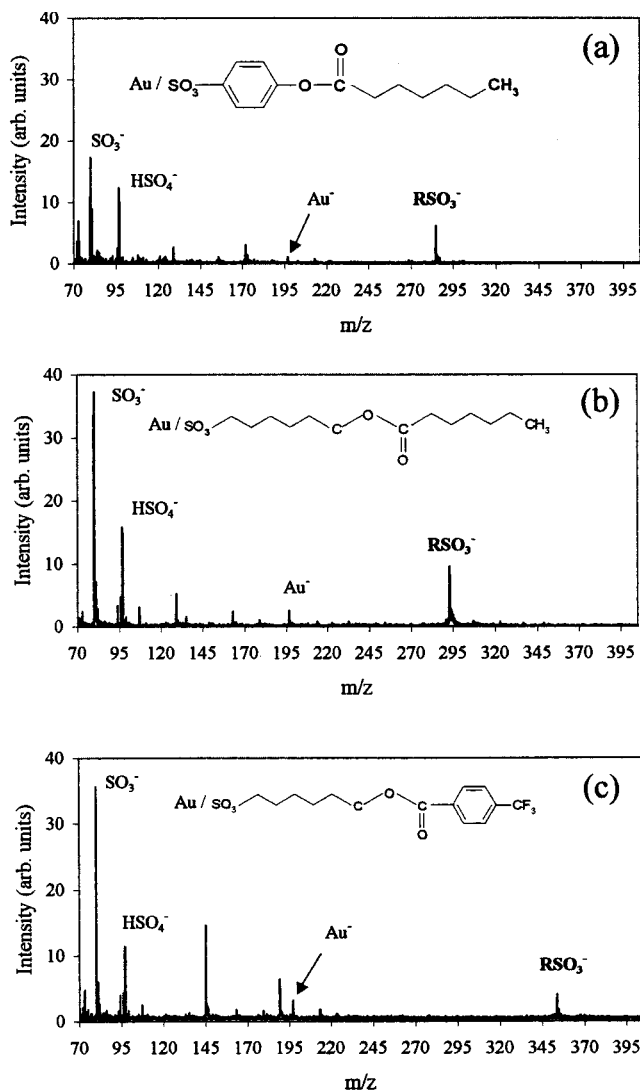 40
(a)
O
Au / SO₃
O
C
CH₃
30
SO₃⁻
20
HSO₄⁻
Au⁻
RSO₃⁻
10
0
70 95 120 145 170 195 220 245 270 295 320 345 370 395
m/z
Intensity (arb. units)
40
SO₃⁻
(b)
O
Au / SO₃
C
C
CH₃
O
30
20
HSO₄⁻
RSO₃⁻
10
Au⁻
0
70 95 120 145 170 195 220 245 270 295 320 345 370 395
m/z
Intensity (arb. units)
40
SO₃⁻
(c)
O
Au / SO₃
C
C
CF₃
O
30
20
HSO₄⁻
Au⁻
RSO₃⁻
10
0
70 95 120 145 170 195 220 245 270 295 320 345 370 395
m/z
Intensity (arb. units)